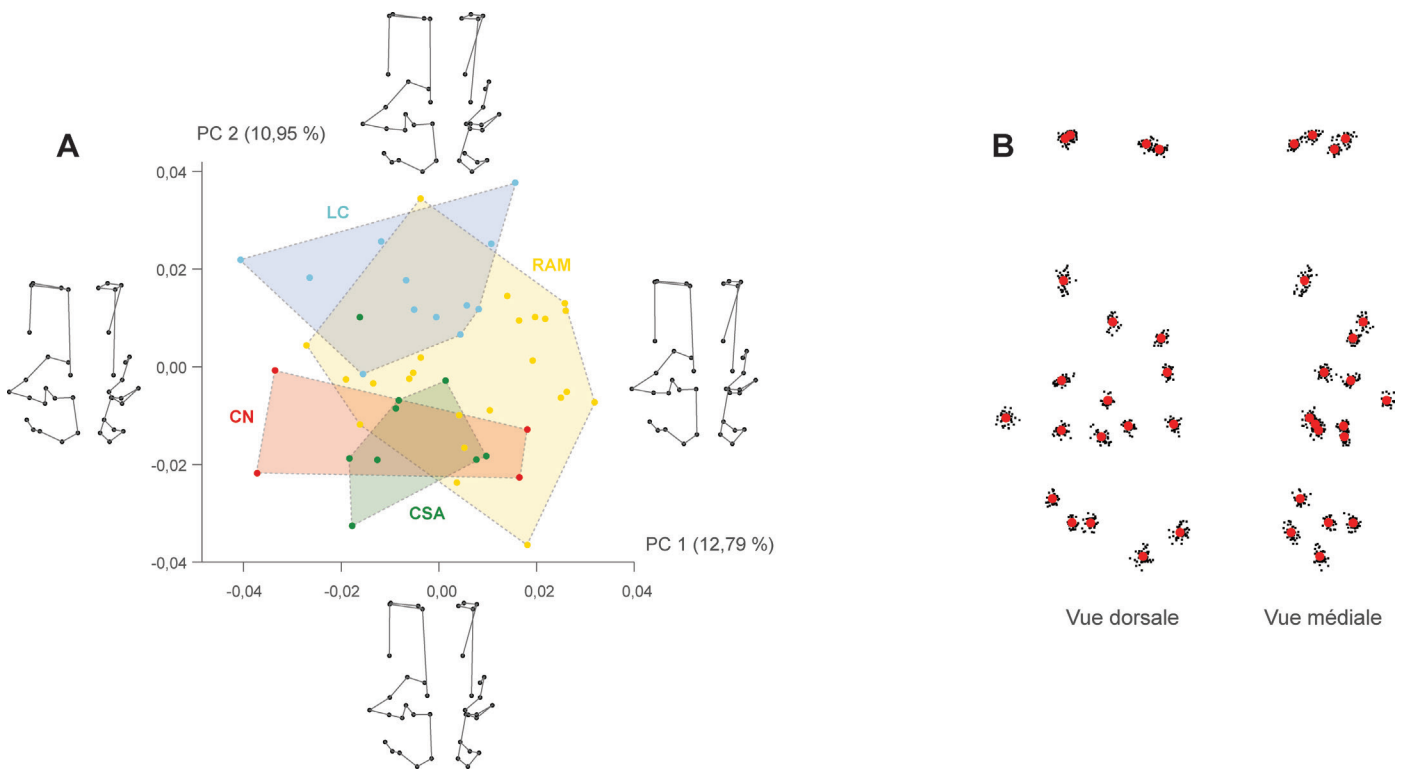 A
B
PC 2 (10,95 %)
0,04
0,02
0,00
-0,02
-0,04
LC
RAM
CN
CSA
PC 1 (12,79 %)
-0,04
-0,02
0,00
0,02
0,04
Vue dorsale
Vue médiale